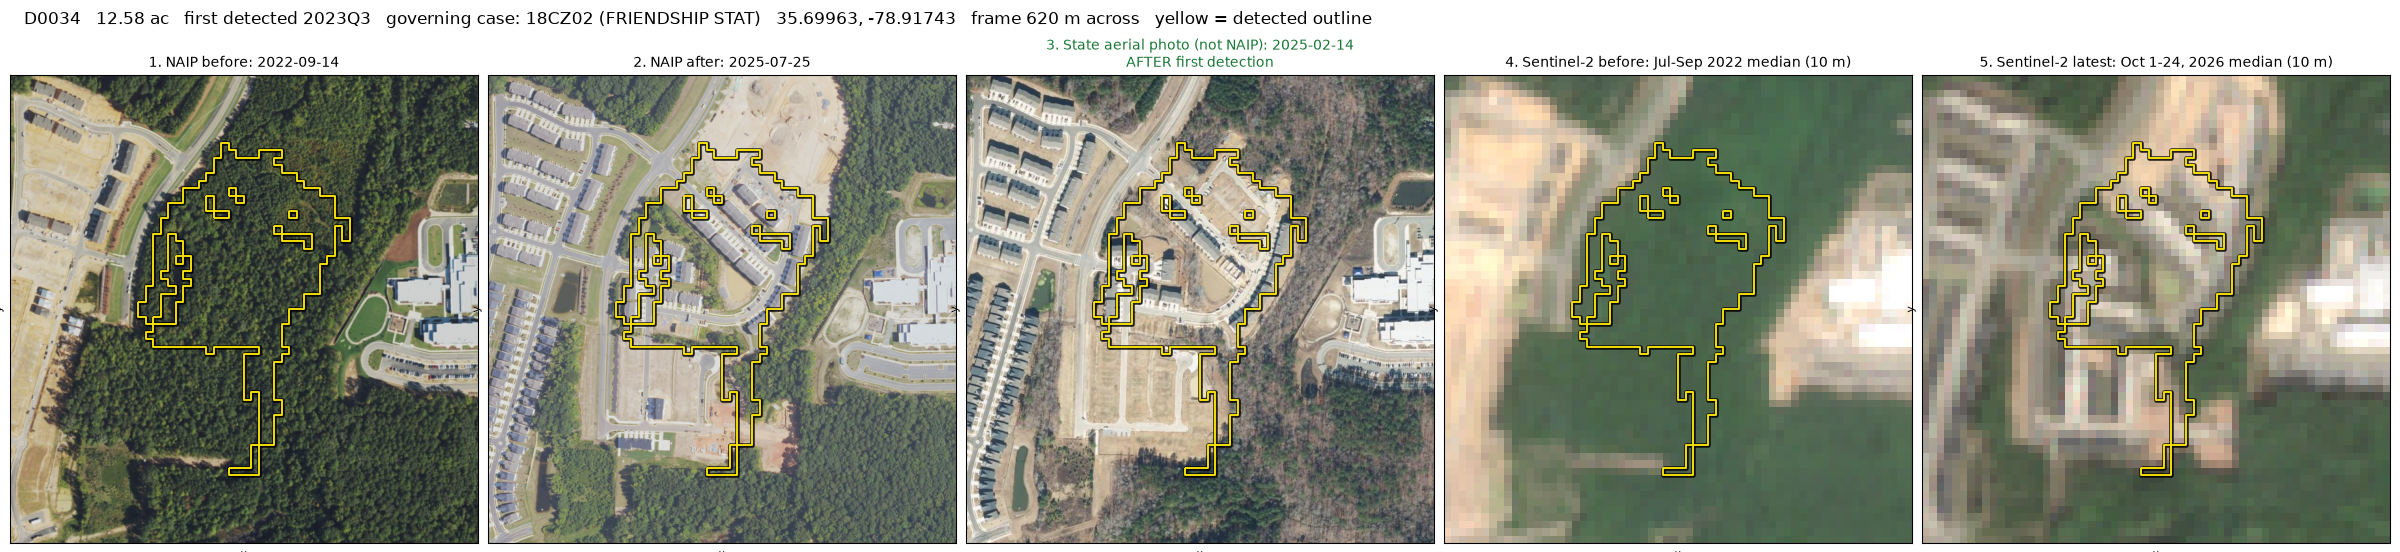 D0034   12.58 ac   first detected 2023Q3   governing case: 18CZ02 (FRIENDSHIP STAT)   35.69963, -78.91743   frame 620 m across   yellow = detected outline
1. NAIP before: 2022-09-14
2. NAIP after: 2025-07-25
3. State aerial photo (not NAIP): 2025-02-14
AFTER first detection
4. Sentinel-2 before: Jul-Sep 2022 median (10 m)
5. Sentinel-2 latest: Oct 1-24, 2026 median (10 m)